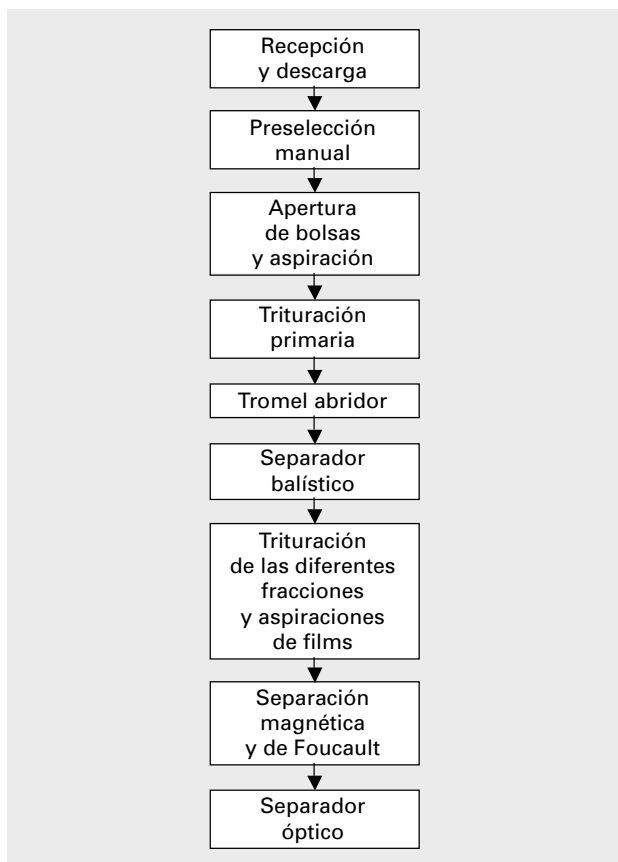 Recepción
y descarga
Preselección
manual
Apertura
de bolsas
y aspiración
Trituración
primaria
Tromel abridor
Separador
balístico
Trituración
de las diferentes
fracciones
y aspiraciones
de films
Separación
magnética
y de Foucault
Separador
óptico